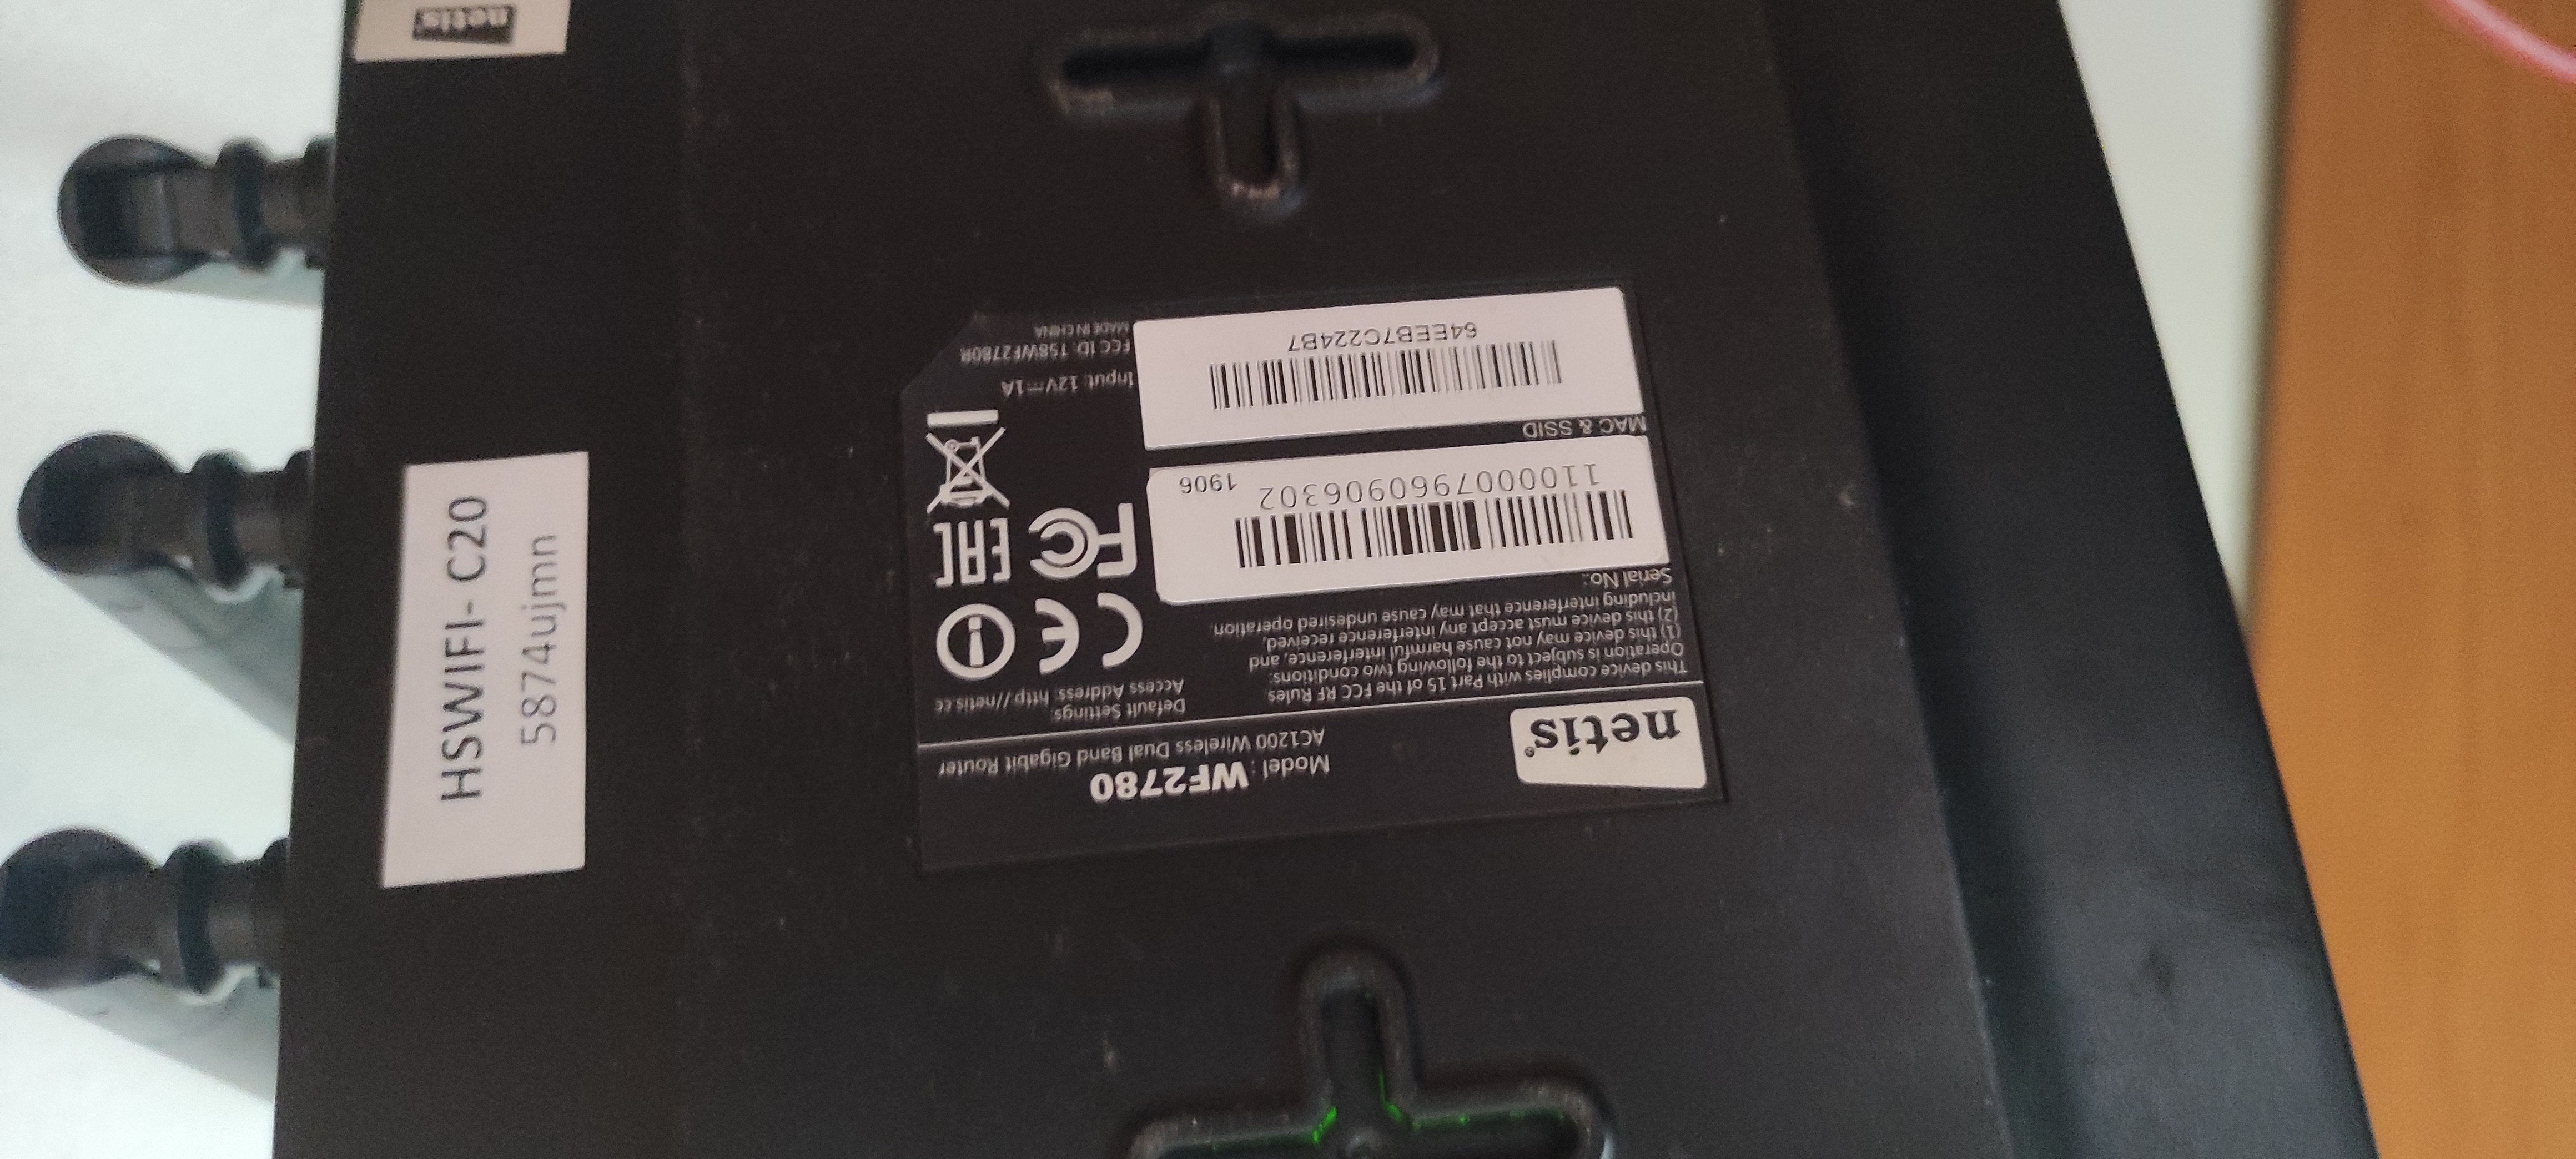 netis
HSWIFI- C20
5874ujmn
netis®
Model : WF2780
AC1200 Wireless Dual Band Gigabit Router
This device complies with Part 15 of the FCC RF Rules.
Operation is subject to the following two conditions:
(1) this device may not cause harmful interference, and
(2) this device must accept any interference received,
including interference that may cause undesired operation.
Default Settings:
Access Address: http://netis.cc
Serial No.:
1100007960906302 1906
MAC & SSID
64EEB7C224B7
CE
FC
EAC
Input: 12V⎓1A
FCC ID: T58WF2780R
MADE IN CHINA